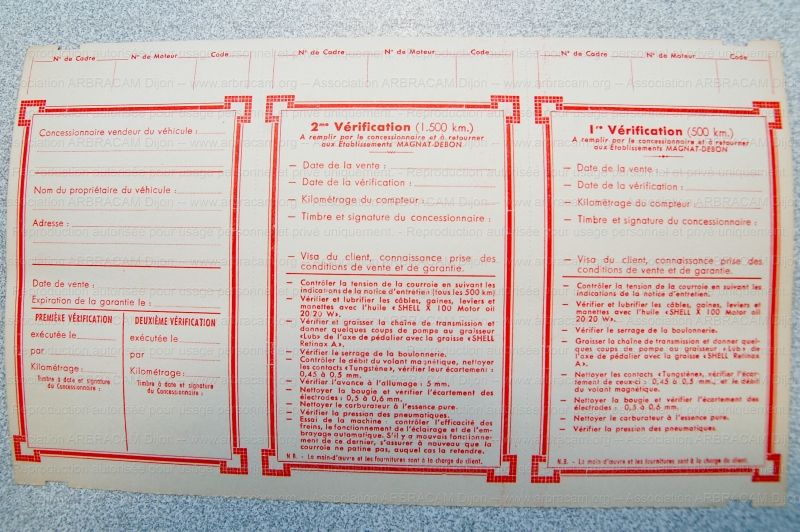 N° de Cadre N° de Moteur Code
Concessionnaire vendeur du véhicule :
Nom du propriétaire du véhicule :
Adresse :
Date de vente :
Expiration de la garantie le :
PREMIÈRE VÉRIFICATION
exécutée le
par
Kilométrage :
Timbre à date et signature
du Concessionnaire :
DEUXIÈME VÉRIFICATION
exécutée le
par
Kilométrage :
Timbre à date et signature
du Concessionnaire :
N° de Cadre N° de Moteur Code
2me Vérification (1.500 km.)
A remplir par le concessionnaire et à retourner
aux Etablissements MAGNAT-DEBON
— Date de la vente :
— Date de la vérification :
— Kilométrage du compteur :
— Timbre et signature du concessionnaire :
— Visa du client, connaissance prise des
conditions de vente et de garantie.
— Contrôler la tension de la courroie en suivant les
indications de la notice d'entretien (tous les 500 km)
— Vérifier et lubrifier les câbles, gaines, leviers et
manettes avec l'huile «SHELL X 100 Motor oil
20 20 W».
— Vérifier et graisser la chaîne de transmission et
donner quelques coups de pompe au graisseur
«Lub» de l'axe de pédalier avec la graisse «SHELL
Retinax A».
— Vérifier le serrage de la boulonnerie.
— Contrôler le débit du volant magnétique, nettoyer
les contacts «Tungstène», vérifier leur écartement :
0,45 à 0,5 mm.
— Vérifier l'avance à l'allumage : 5 mm.
— Nettoyer la bougie et vérifier l'écartement des
électrodes : 0,5 à 0,6 mm.
— Nettoyer le carburateur à l'essence pure.
— Vérifier la pression des pneumatiques.
— Essai de la machine : contrôler l'efficacité des
freins, le fonctionnement de l'éclairage et de l'em-
brayage automatique. S'il y a mauvais fonctionne-
ment de ce dernier, s'assurer à nouveau que la
courroie ne patine pas, auquel cas la retendre.
N.B. - La main-d'œuvre et les fournitures sont à la charge du client.
N° de Cadre N° de Moteur Code
1re Vérification (500 km.)
A remplir par le concessionnaire et à retourner
aux Etablissements MAGNAT-DEBON
— Date de la vente :
— Date de la vérification :
— Kilométrage du compteur :
— Timbre et signature du concessionnaire :
— Visa du client, connaissance prise des
conditions de vente et de garantie.
— Contrôler la tension de la courroie en suivant les
indications de la notice d'entretien.
— Vérifier et lubrifier les câbles, gaines, leviers et
manettes avec l'huile «SHELL X 100 Motor oil
20 20 W».
— Vérifier le serrage de la boulonnerie.
— Graisser la chaîne de transmission et donner quel-
ques coups de pompe au graisseur «Lub» de
l'axe de pédalier avec la graisse «SHELL Retinax
A».
— Nettoyer les contacts «Tungstène», vérifier l'écar-
tement de ceux-ci : 0,45 à 0,5 mm., et le débit
du volant magnétique.
— Nettoyer la bougie et vérifier l'écartement des
électrodes : 0,5 à 0,6 mm.
— Nettoyer le carburateur à l'essence pure.
— Vérifier la pression des pneumatiques.
N.B. - La main-d'œuvre et les fournitures sont à la charge du client.